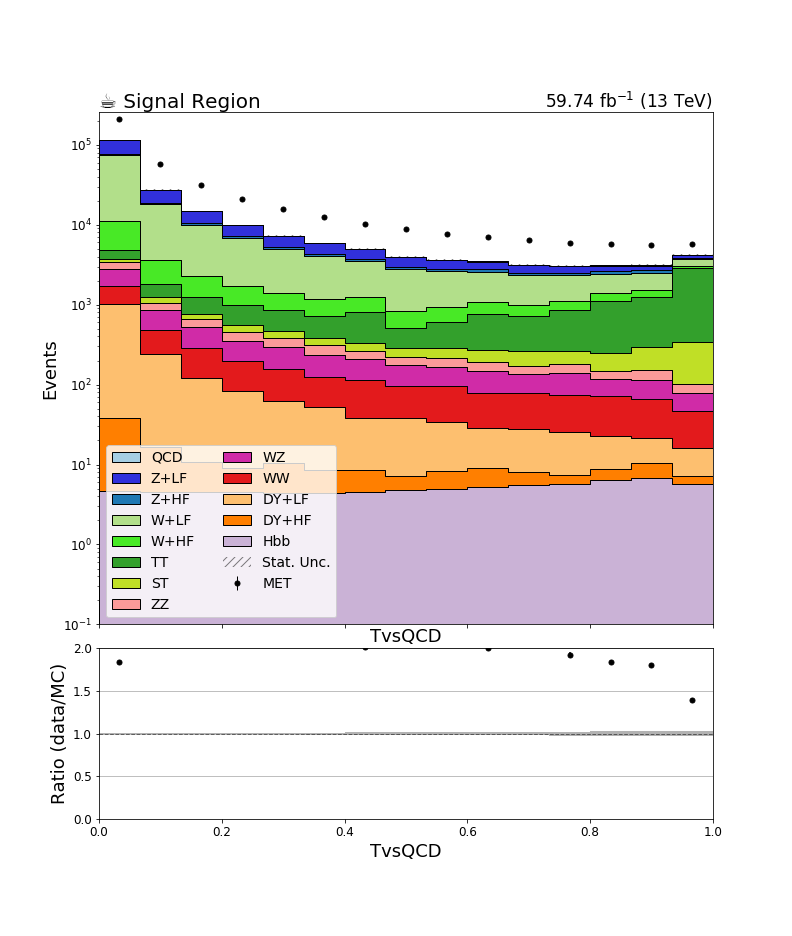 ☕ Signal Region
59.74 fb⁻¹ (13 TeV)
Events
10⁵
10⁴
10³
10²
10¹
10⁰
10⁻¹
QCD
Z+LF
Z+HF
W+LF
W+HF
TT
ST
ZZ
WZ
WW
DY+LF
DY+HF
Hbb
Stat. Unc.
MET
TvsQCD
Ratio (data/MC)
2.0
1.5
1.0
0.5
0.0
0.0 0.2 0.4 0.6 0.8 1.0
TvsQCD